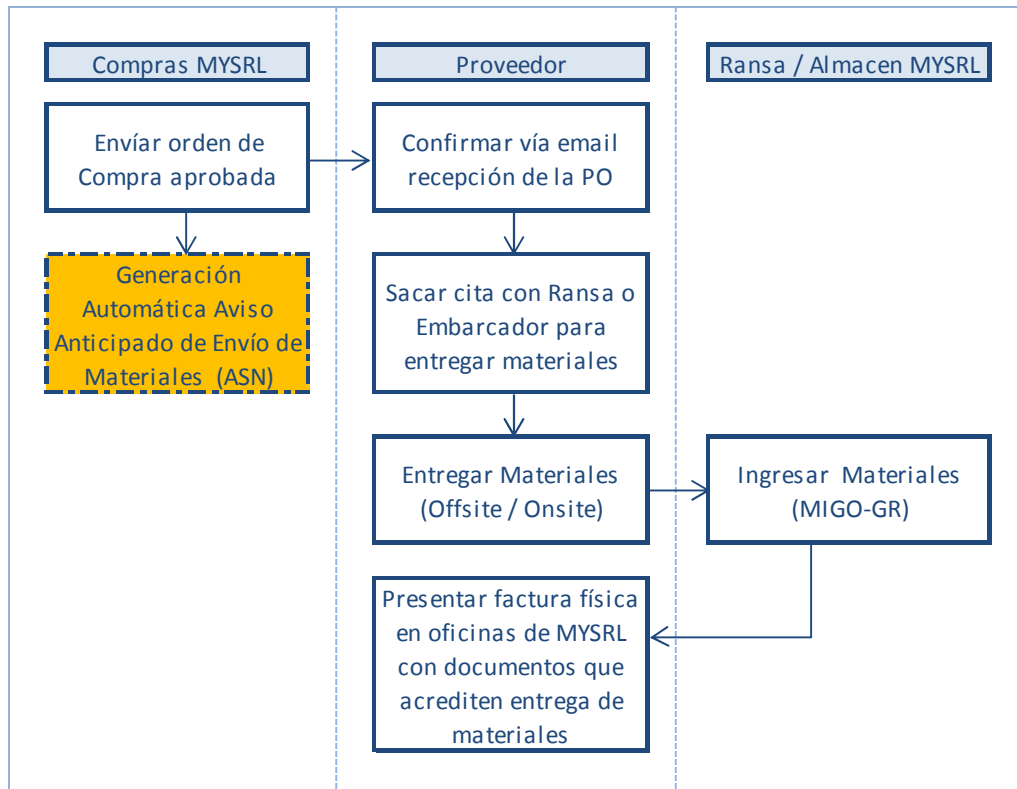 Compras MYSRL
Proveedor
Ransa / Almacen MYSRL
Envíar orden de
Compra aprobada
Confirmar vía email
recepción de la PO
Generación
Automática Aviso
Anticipado de Envío de
Materiales (ASN)
Sacar cita con Ransa o
Embarcador para
entregar materiales
Entregar Materiales
(Offsite / Onsite)
Ingresar Materiales
(MIGO-GR)
Presentar factura física
en oficinas de MYSRL
con documentos que
acrediten entrega de
materiales